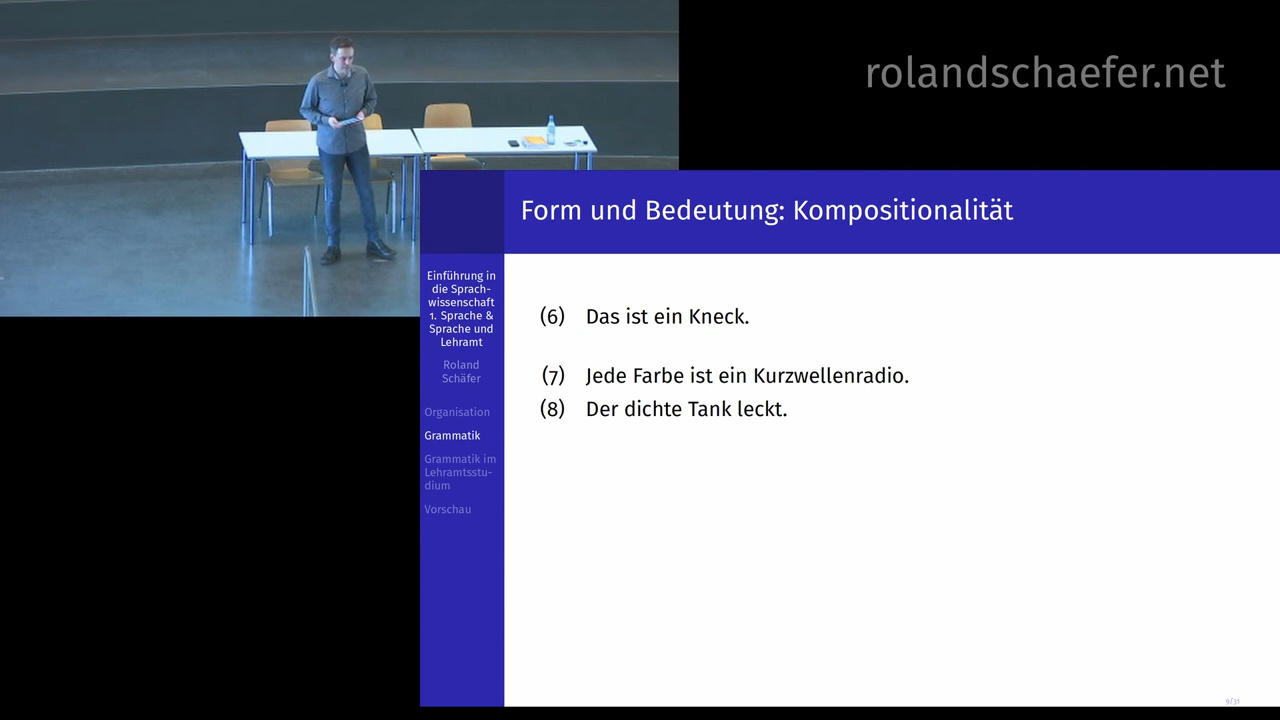 rolandschaefer.net
Form und Bedeutung: Kompositionalität
Einführung in
die Sprach-
wissenschaft
1. Sprache &
Sprache und
Lehramt
Roland
Schäfer
Organisation
Grammatik
Grammatik im
Lehramtsstu-
dium
Vorschau
(6) Das ist ein Kneck.
(7) Jede Farbe ist ein Kurzwellenradio.
(8) Der dichte Tank leckt.
9/31